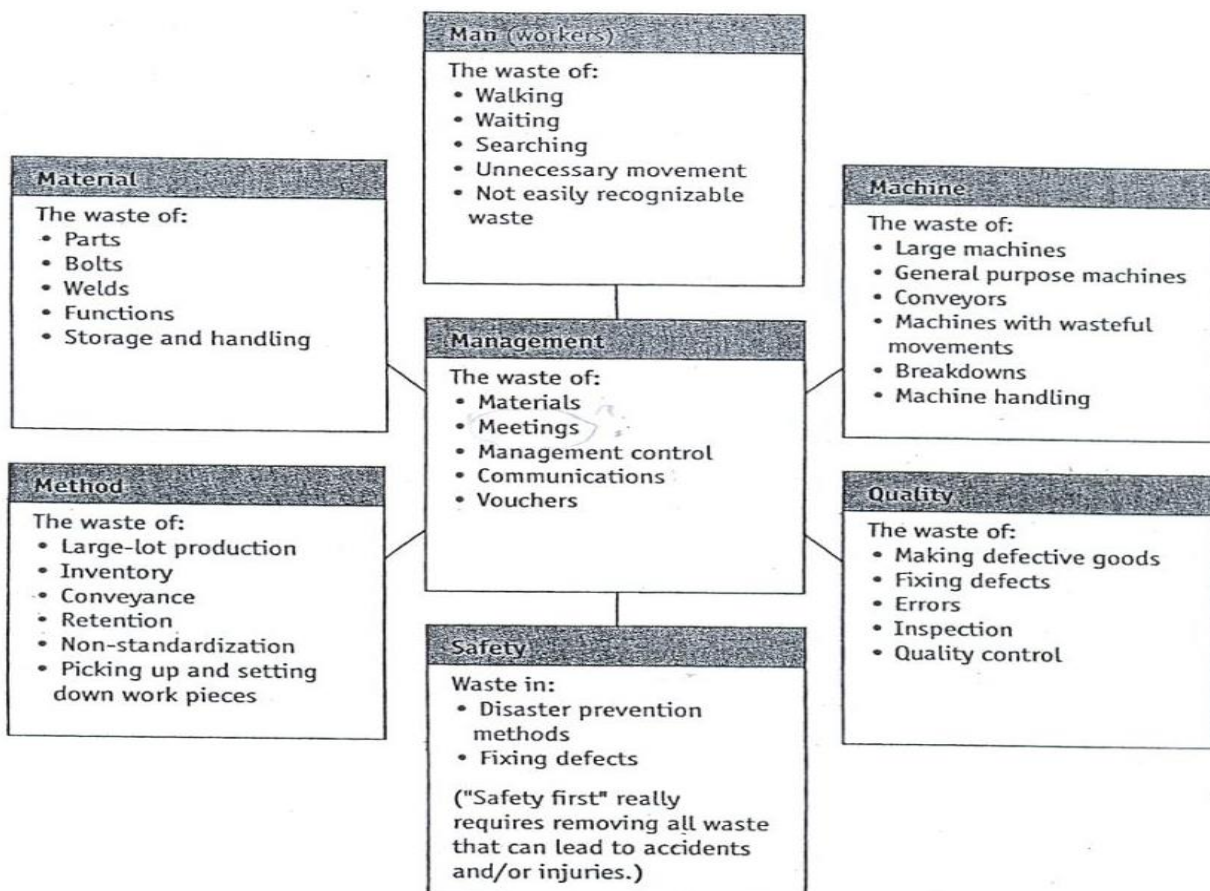 Man (workers)
The waste of:
• Walking
• Waiting
• Searching
• Unnecessary movement
• Not easily recognizable
waste
Material
The waste of:
• Parts
• Bolts
• Welds
• Functions
• Storage and handling
Management
The waste of:
• Materials
• Meetings
• Management control
• Communications
• Vouchers
Machine
The waste of:
• Large machines
• General purpose machines
• Conveyors
• Machines with wasteful
movements
• Breakdowns
• Machine handling
Method
The waste of:
• Large-lot production
• Inventory
• Conveyance
• Retention
• Non-standardization
• Picking up and setting
down work pieces
Safety
Waste in:
• Disaster prevention
methods
• Fixing defects
("Safety first" really
requires removing all waste
that can lead to accidents
and/or injuries.)
Quality
The waste of:
• Making defective goods
• Fixing defects
• Errors
• Inspection
• Quality control